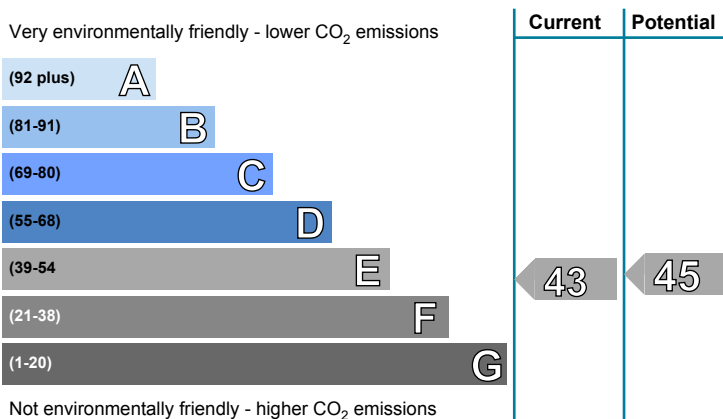 Current Potential
Very environmentally friendly - lower CO2 emissions
(92 plus) A
(81-91) B
(69-80) C
(55-68) D
(39-54 E 43 45
(21-38) F
(1-20) G
Not environmentally friendly - higher CO2 emissions